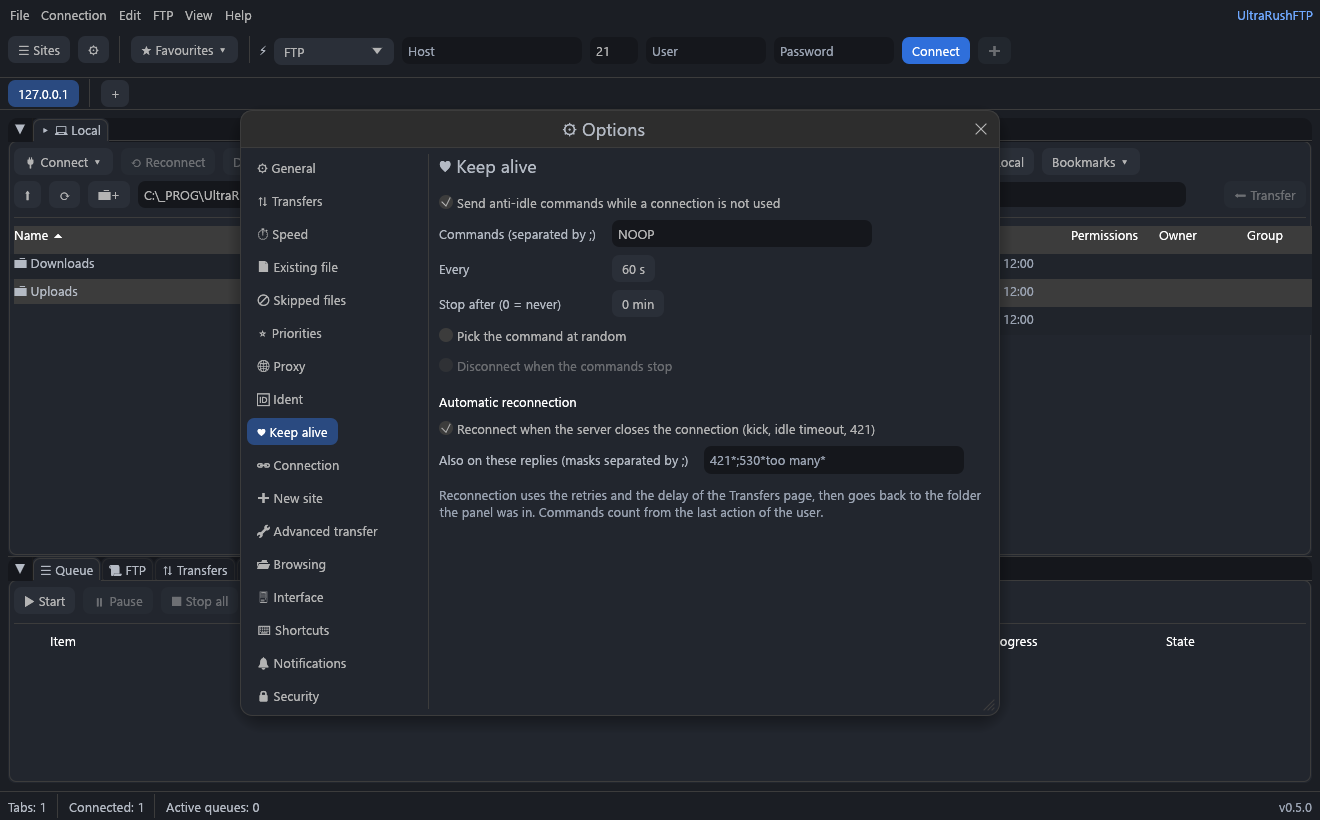 File Connection Edit FTP View Help UltraRushFTP
Sites Favourites FTP Host 21 User Password Connect +
127.0.0.1 +
Local
Connect Reconnect D ocal Bookmarks
C:\_PROG\UltraR Transfer
Name Permissions Owner Group
Downloads 12:00
Uploads 12:00
12:00
Options
General
Transfers
Speed
Existing file
Skipped files
Priorities
Proxy
Ident
Keep alive
Connection
New site
Advanced transfer
Browsing
Interface
Shortcuts
Notifications
Security
Keep alive
Send anti-idle commands while a connection is not used
Commands (separated by ;) NOOP
Every 60 s
Stop after (0 = never) 0 min
Pick the command at random
Disconnect when the commands stop
Automatic reconnection
Reconnect when the server closes the connection (kick, idle timeout, 421)
Also on these replies (masks separated by ;) 421*;530*too many*
Reconnection uses the retries and the delay of the Transfers page, then goes back to the folder
the panel was in. Commands count from the last action of the user.
Queue FTP Transfers
Start Pause Stop all
Item ogress State
Tabs: 1 Connected: 1 Active queues: 0 v0.5.0